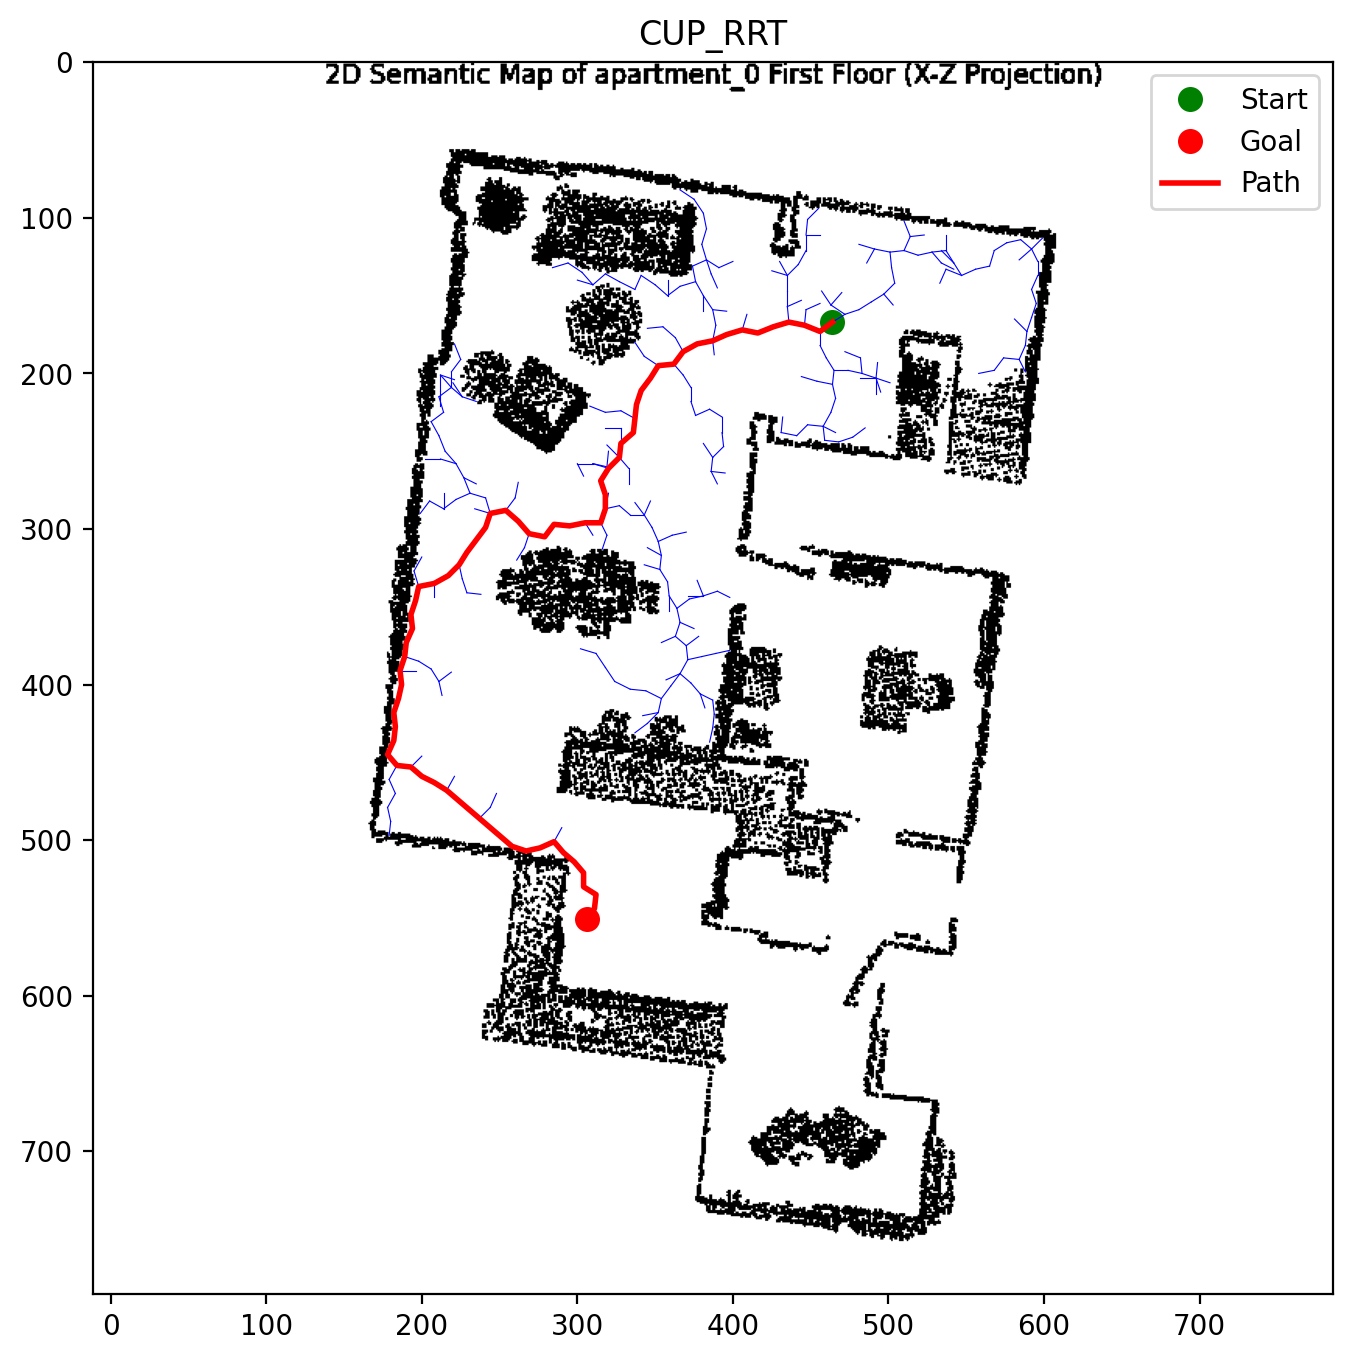 CUP_RRT
2D Semantic Map of apartment_0 First Floor (X-Z Projection)
Start
Goal
Path
0
100
200
300
400
500
600
700
0 100 200 300 400 500 600 700